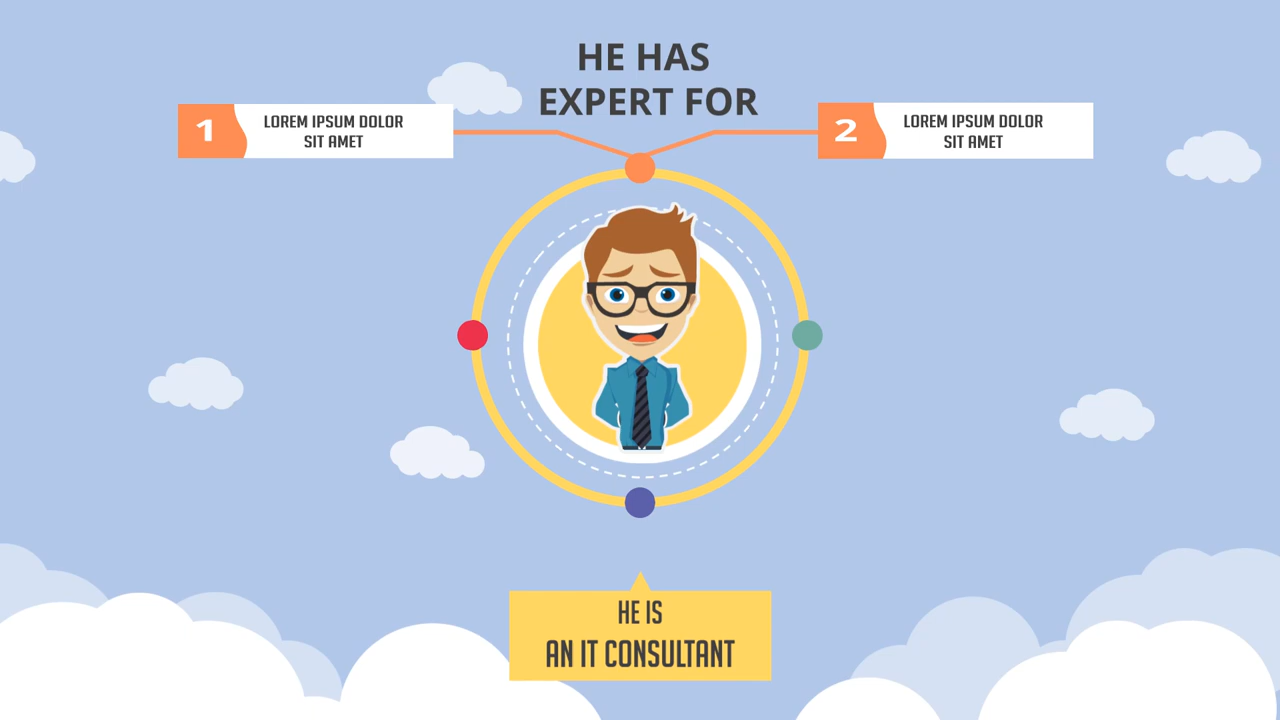 HE HAS
EXPERT FOR
1
LOREM IPSUM DOLOR
SIT AMET
2
LOREM IPSUM DOLOR
SIT AMET
HE IS
AN IT CONSULTANT